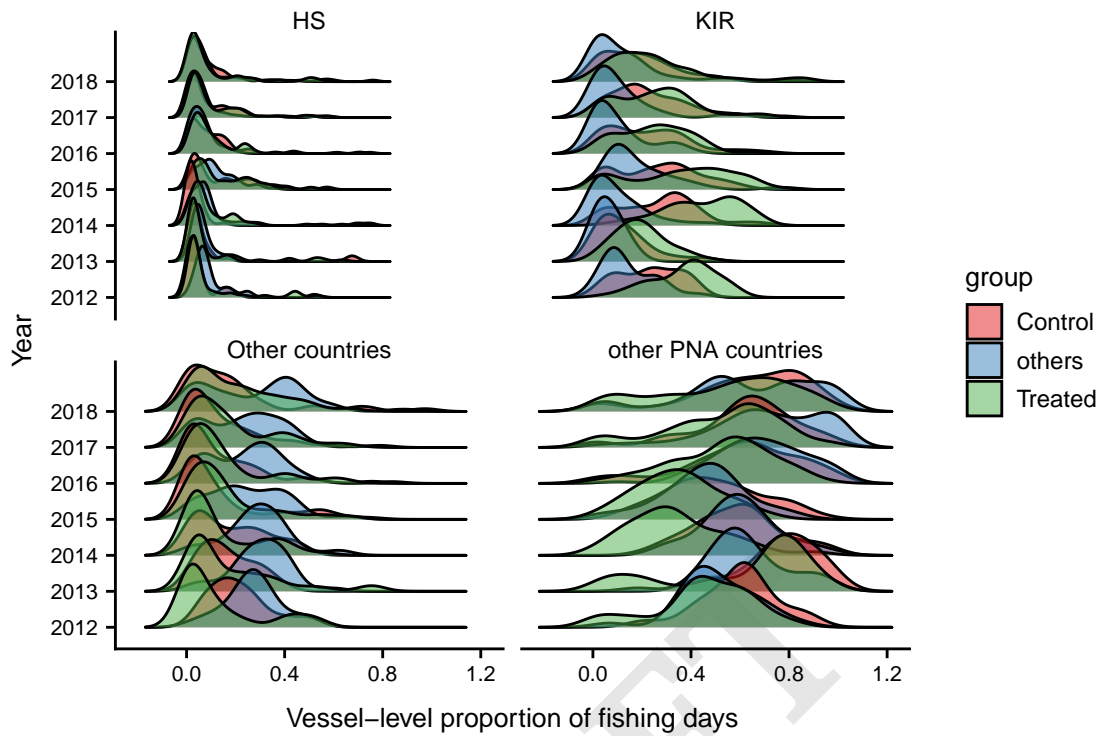 HS
KIR
2018
2017
2016
2015
2014
2013
2012
Year
Other countries
other PNA countries
2018
2017
2016
2015
2014
2013
2012
0.0 0.4 0.8 1.2
0.0 0.4 0.8 1.2
Vessel−level proportion of fishing days
group
Control
others
Treated